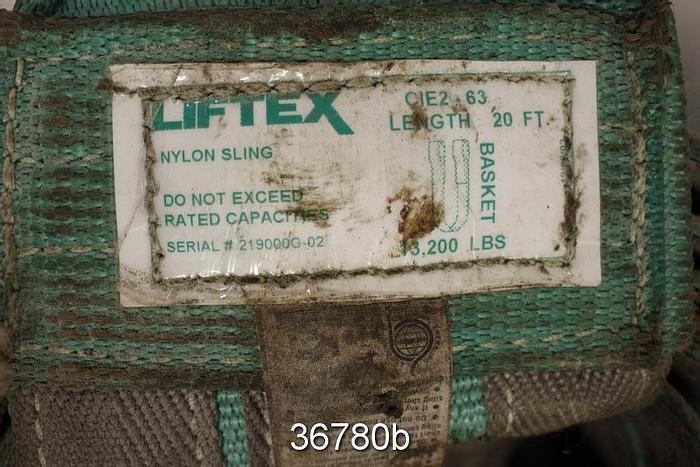 LIFTEX
NYLON SLING
DO NOT EXCEED
RATED CAPACITIES
SERIAL # 219000G-02
CIE2 63
LENGTH 20 FT.
BASKET
13,200 LBS
36780b